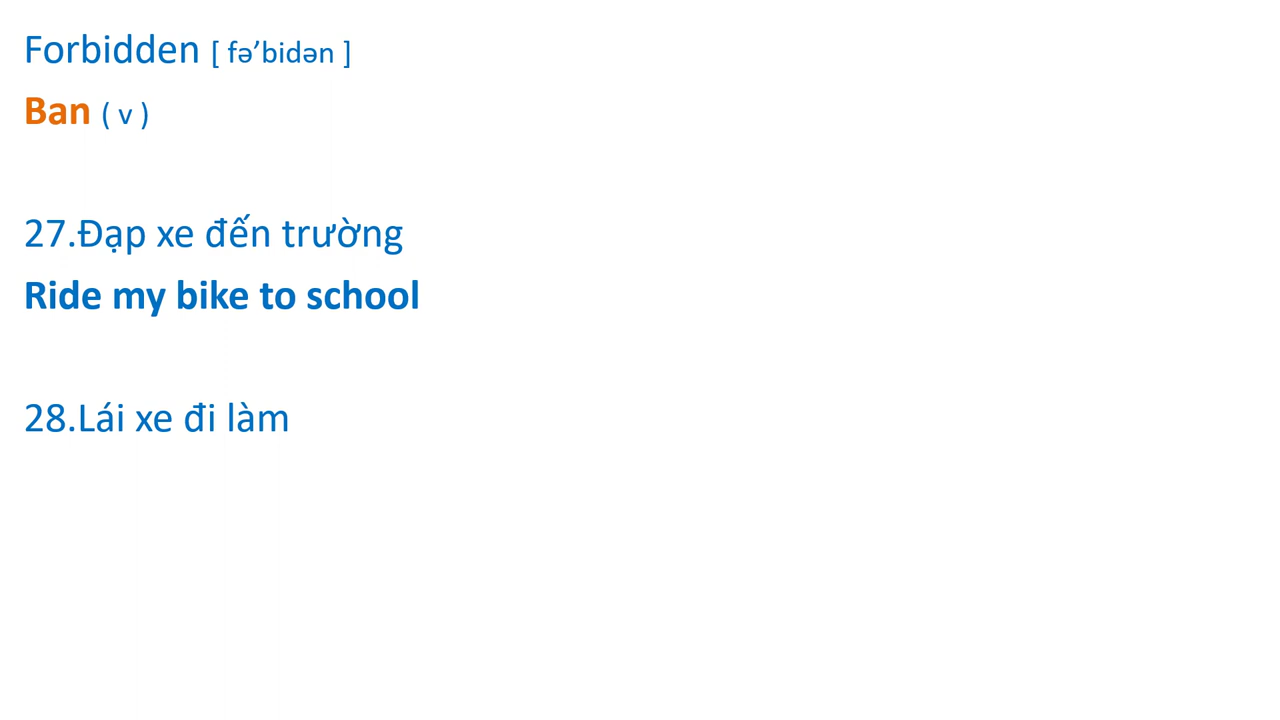 Forbidden [ fə’bidən ]
Ban ( v )
27.Đạp xe đến trường
Ride my bike to school
28.Lái xe đi làm